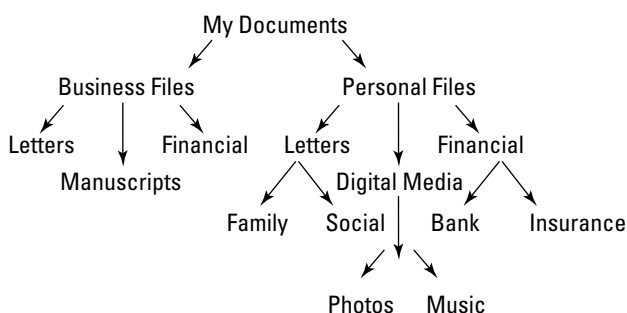 My Documents
Business Files Personal Files
Letters Financial Letters Financial
Manuscripts Digital Media
Family Social Bank Insurance
Photos Music